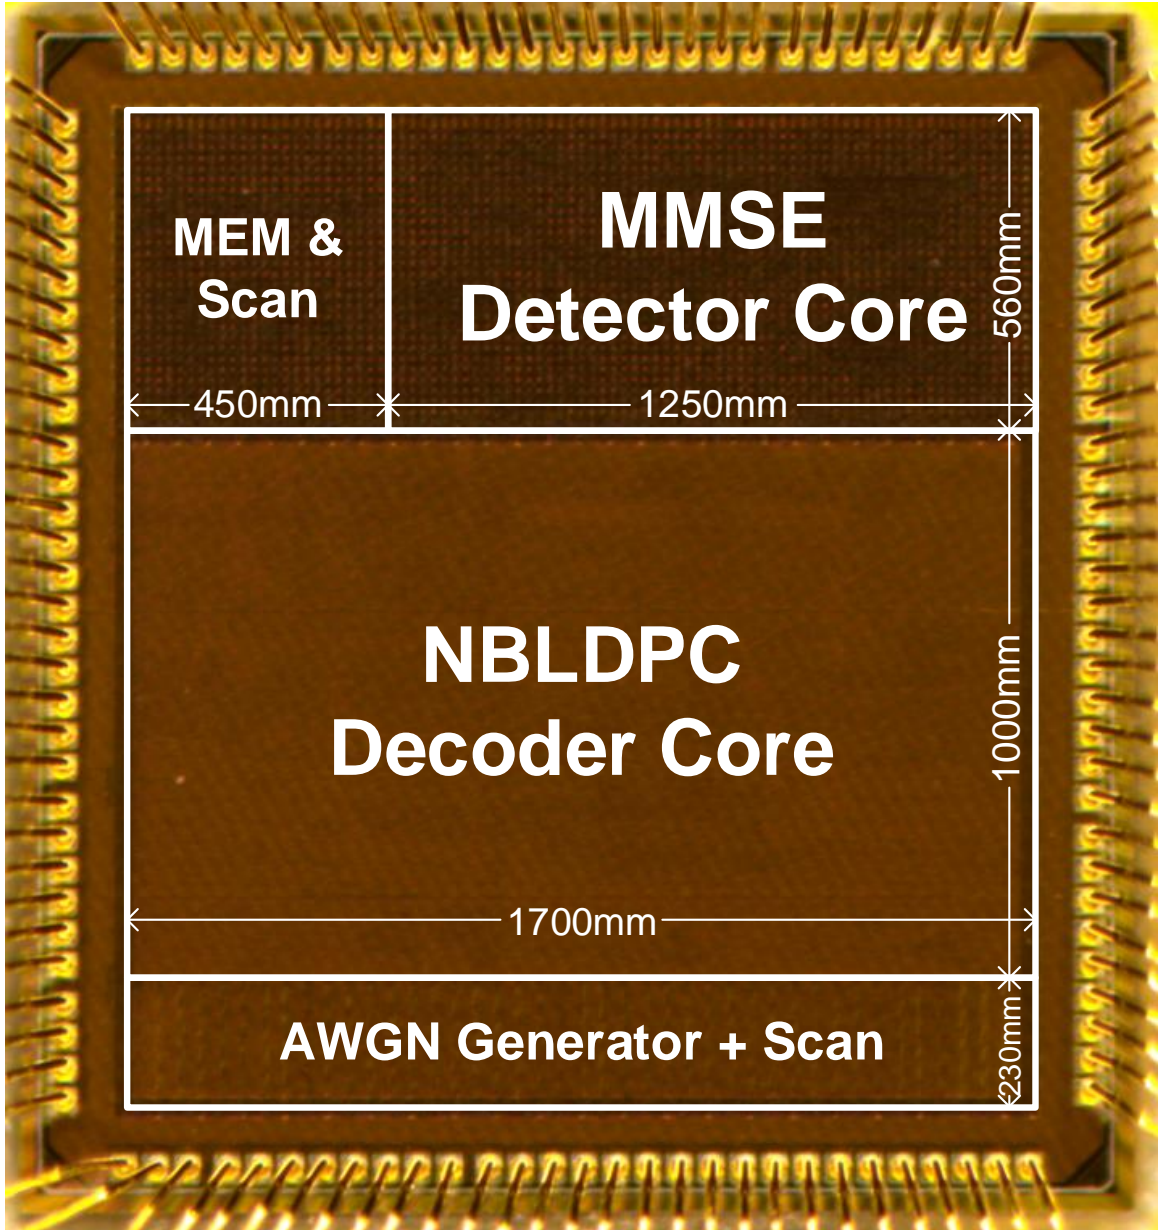 MEM &
Scan
MMSE
Detector Core
560mm
450mm
1250mm
NBLDPC
Decoder Core
1000mm
1700mm
AWGN Generator + Scan
230mm